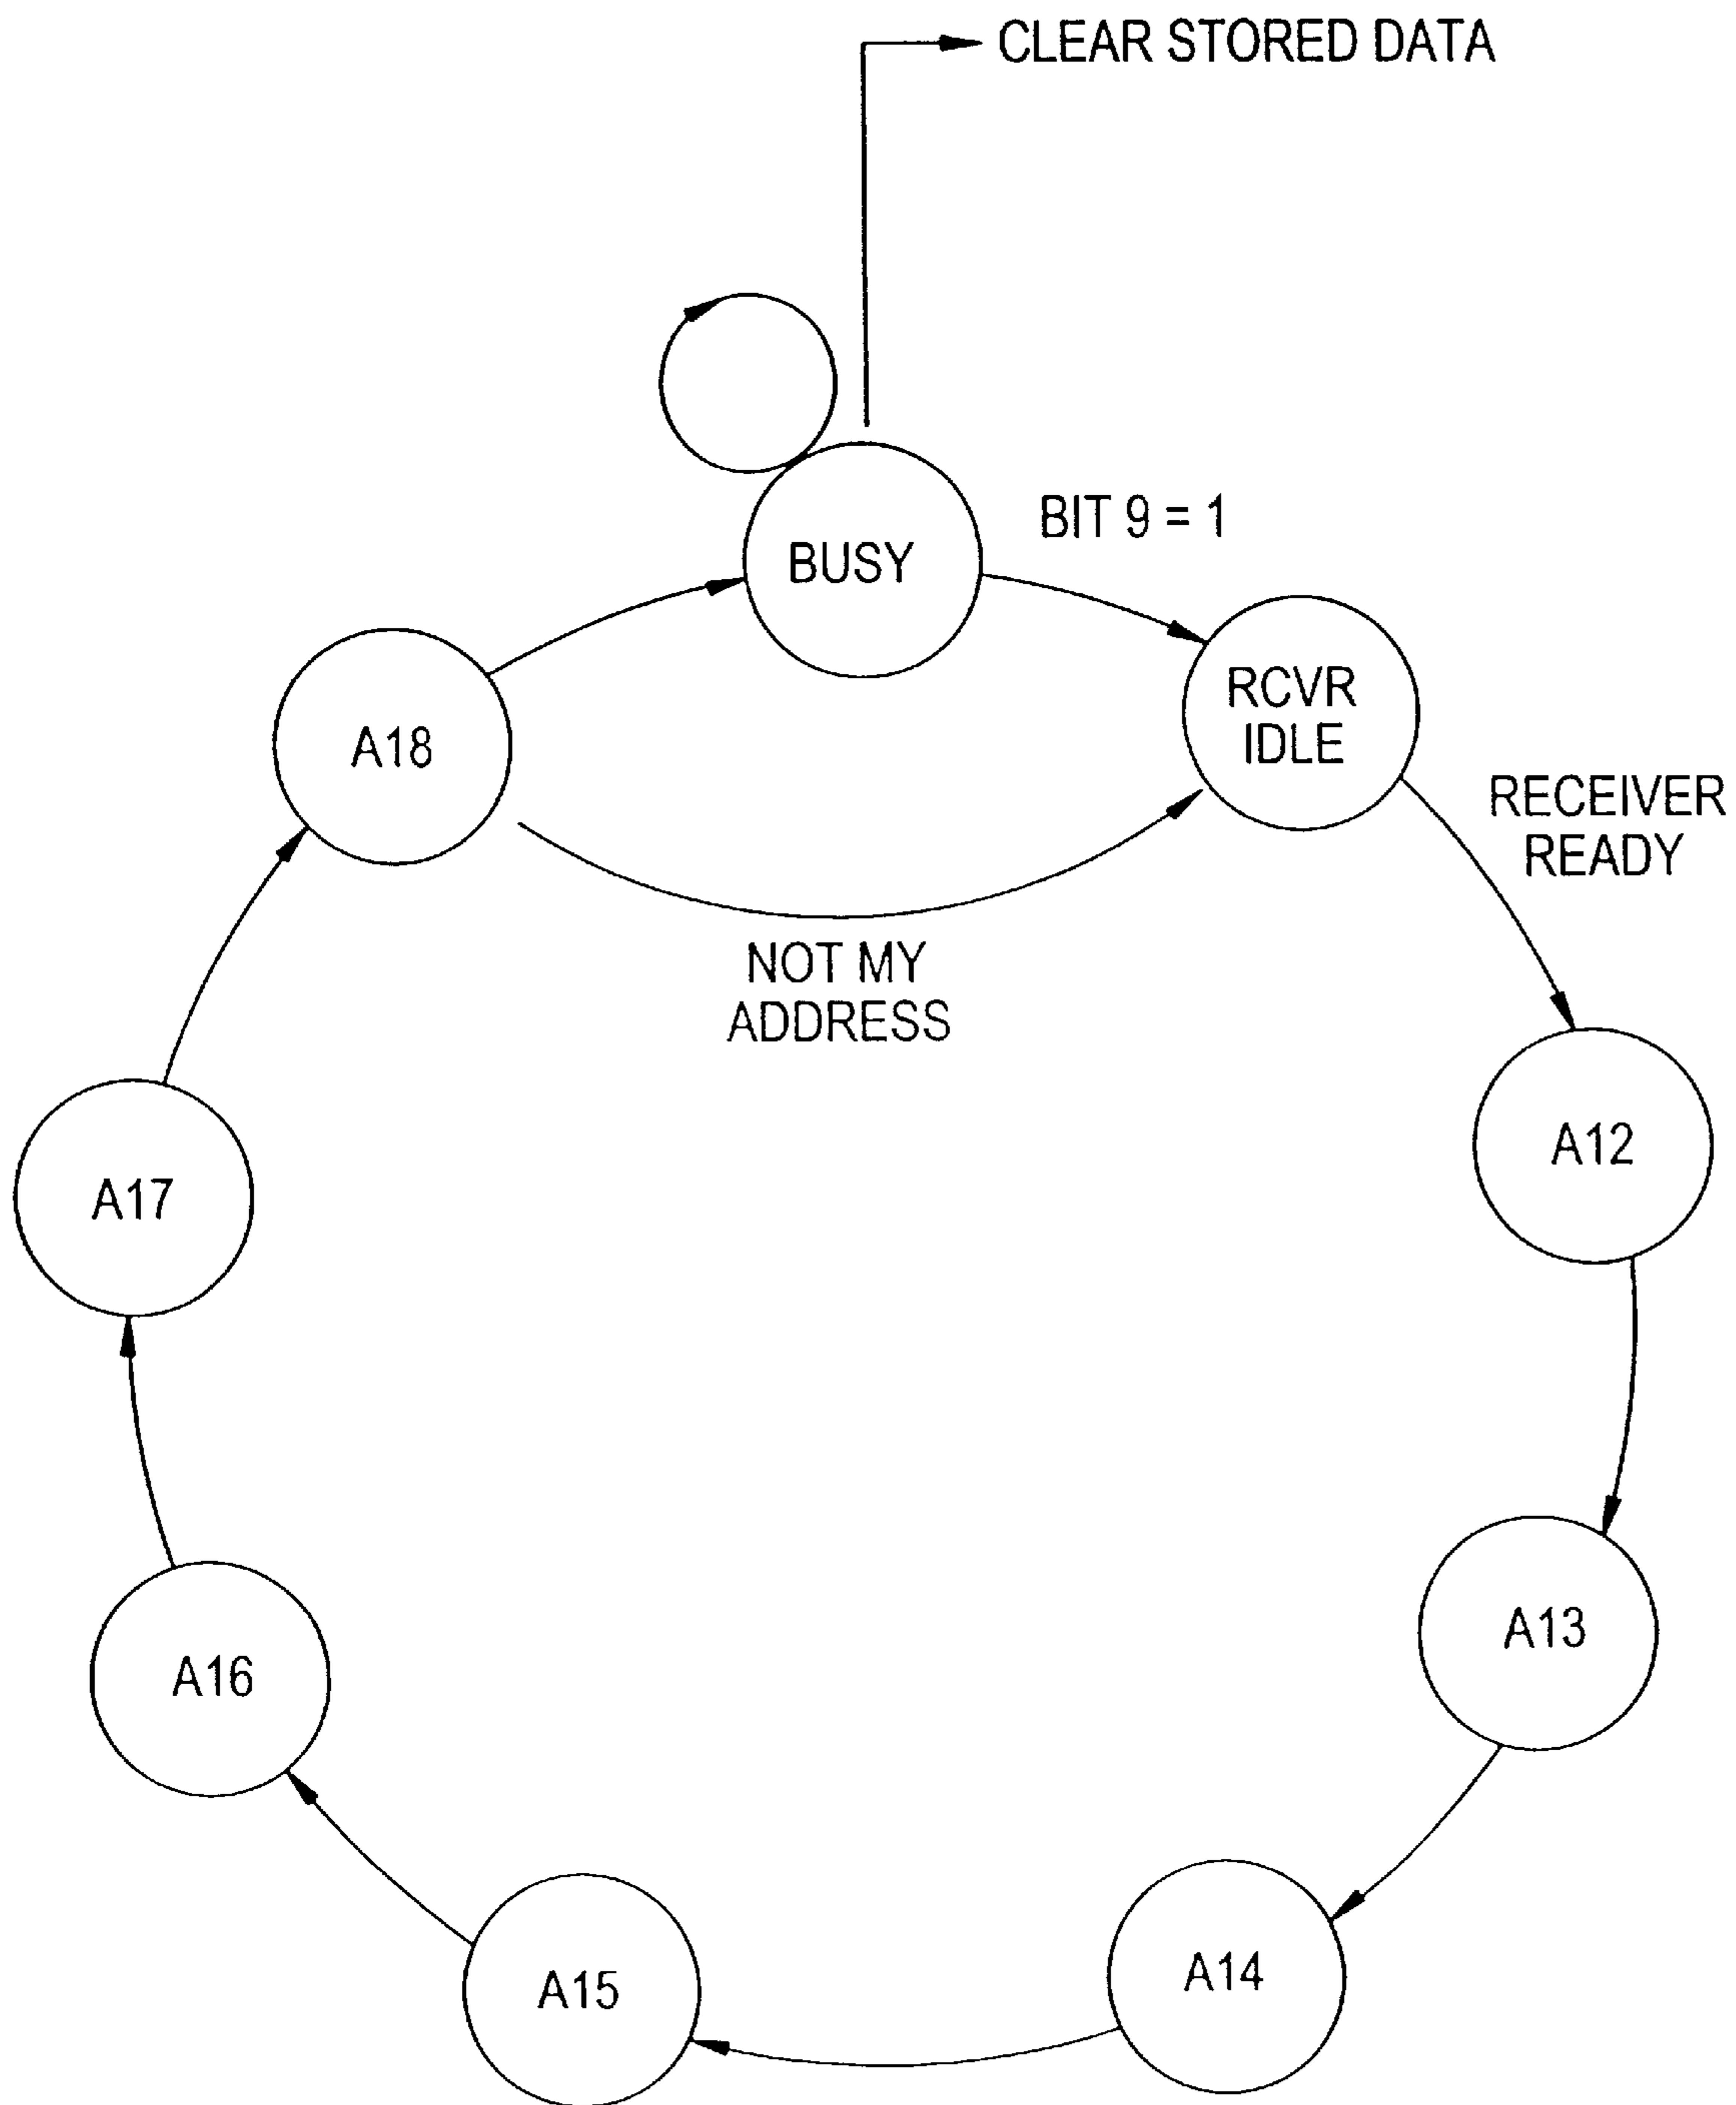 CLEAR STORED DATA
BIT 9 = 1
BUSY
RCVR
IDLE
A18
RECEIVER
READY
NOT MY
ADDRESS
A12
A17
A13
A16
A14
A15